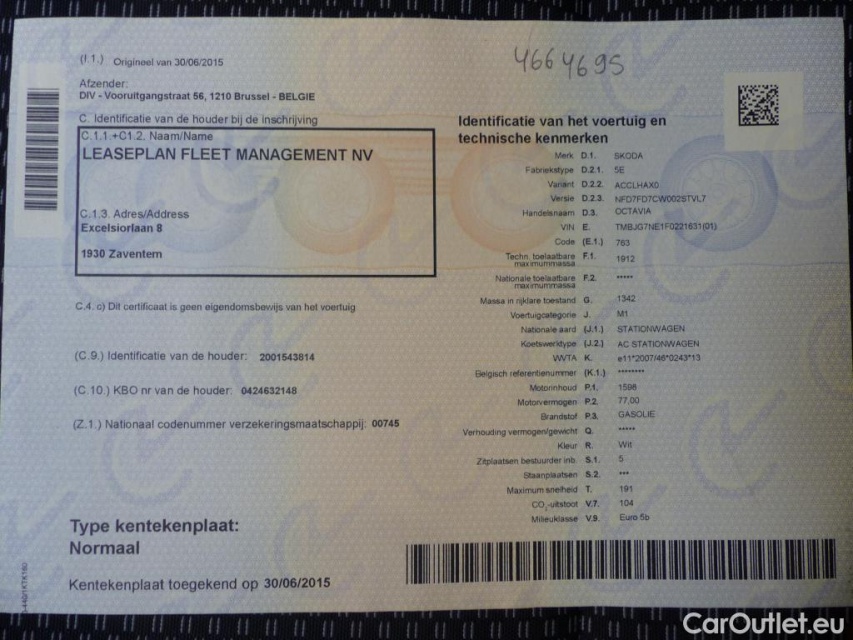 4664695
(I.1.) Origineel van 30/06/2015
Afzender:
DIV - Vooruitgangstraat 56, 1210 Brussel - BELGIE
C. Identificatie van de houder bij de inschrijving
C.1.1.+C1.2. Naam/Name
LEASEPLAN FLEET MANAGEMENT NV
C.1.3. Adres/Address
Excelsiorlaan 8
1930 Zaventem
C.4. c) Dit certificaat is geen eigendomsbewijs van het voertuig
(C.9.) Identificatie van de houder: 2001543814
(C.10.) KBO nr van de houder: 0424632148
(Z.1.) Nationaal codenummer verzekeringsmaatschappij: 00745
Type kentekenplaat:
Normaal
Kentekenplaat toegekend op 30/06/2015
Identificatie van het voertuig en
technische kenmerken
Merk D.1. SKODA
Fabriekstype D.2.1. 5E
Variant D.2.2. ACCLHAX0
Versie D.2.3. NFD7FD7CW002STVL7
Handelsnaam D.3. OCTAVIA
VIN E. TMBJG7NE1F0221631(01)
Code (E.1.) 763
Techn. toelaatbare F.1. 1912
maximummassa
Nationale toelaatbare F.2. *****
maximummassa
Massa in rijklare toestand G. 1342
Voertuigcategorie J. M1
Nationale aard (J.1.) STATIONWAGEN
Koetswerktype (J.2.) AC STATIONWAGEN
WVTA K. e11*2007/46*0243*13
Belgisch referentienummer (K.1.) ********
Motorinhoud P.1. 1598
Motorvermogen P.2. 77,00
Brandstof P.3. GASOLIE
Verhouding vermogen/gewicht Q. *****
Kleur R. Wit
Zitplaatsen bestuurder inb. S.1. 5
Staanplaatsen S.2. ***
Maximum snelheid T. 191
CO₂-uitstoot V.7. 104
Milieuklasse V.9. Euro 5b
CarOutlet.eu